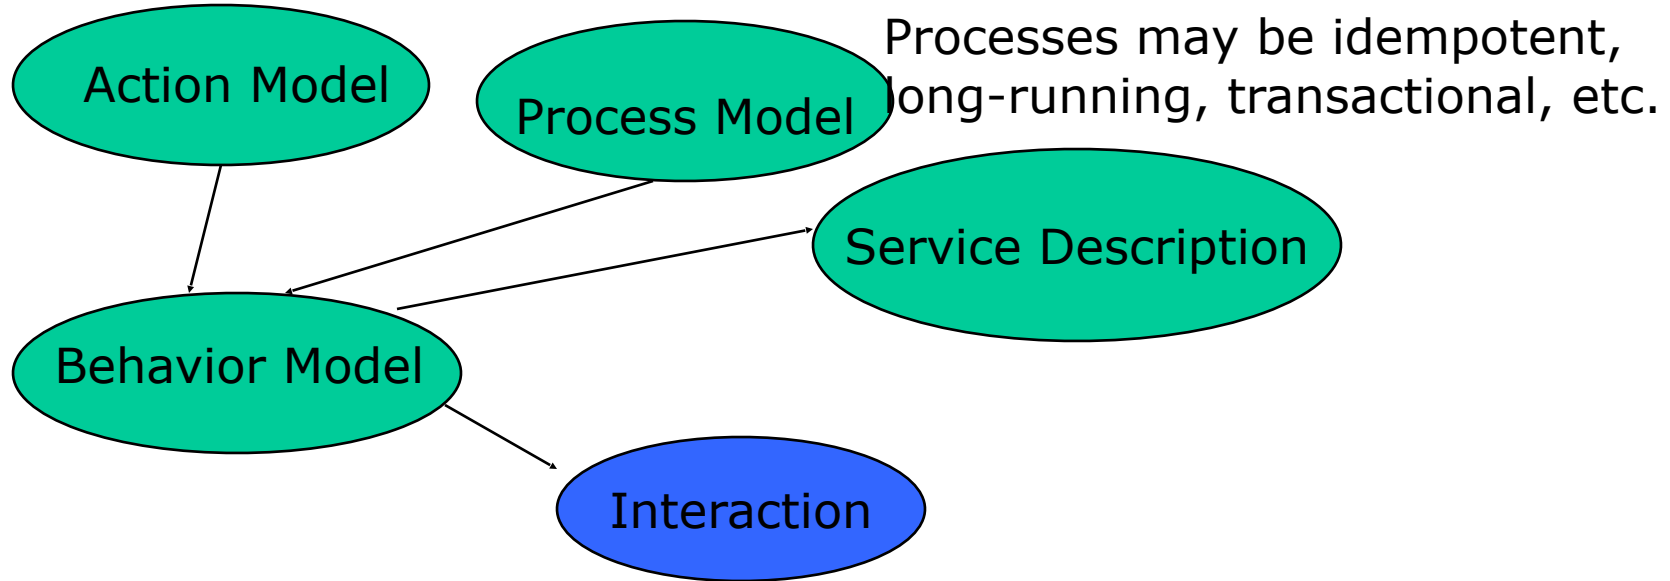 Action Model
Process Model
Processes may be idempotent,
long-running, transactional, etc.
Service Description
Behavior Model
Interaction